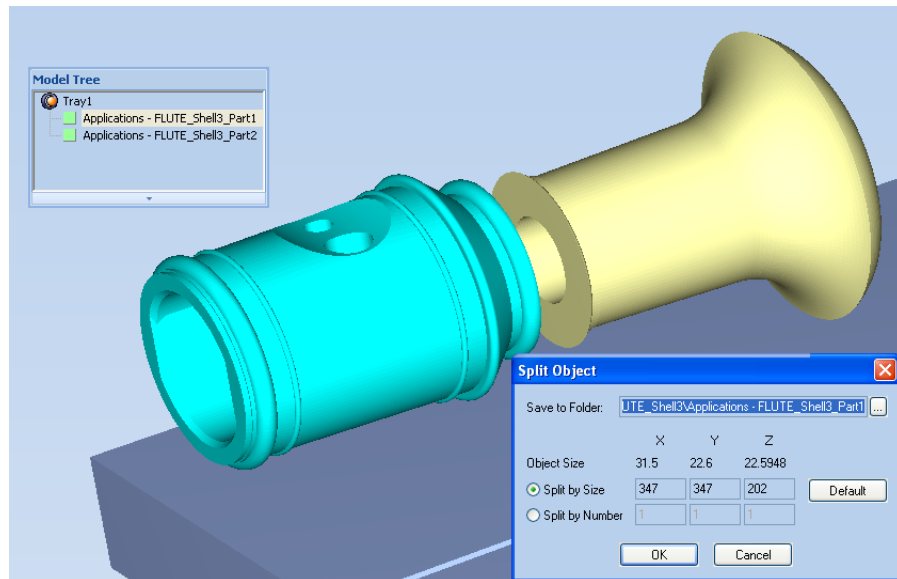 Model Tree
Tray1
Applications - FLUTE_Shell3_Part1
Applications - FLUTE_Shell3_Part2
Split Object
Save to Folder: UTE_Shell3\Applications - FLUTE_Shell3_Part1 ...
X Y Z
Object Size 31.5 22.6 22.5948
Split by Size 347 347 202 Default
Split by Number 1 1 1
OK Cancel